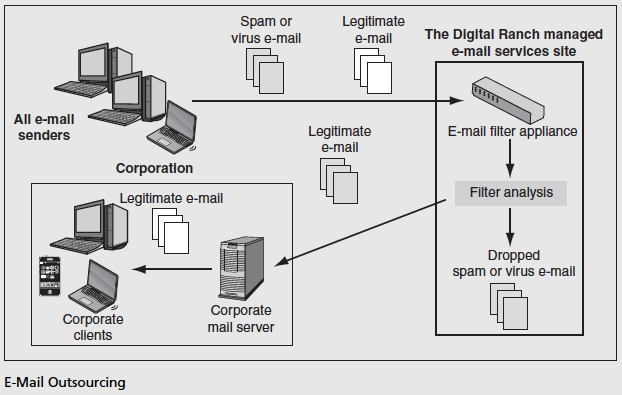 Spam or
virus e-mail
Legitimate
e-mail
The Digital Ranch managed
e-mail services site
All e-mail
senders
E-mail filter appliance
Legitimate
e-mail
Corporation
Filter analysis
Legitimate e-mail
Dropped
spam or virus e-mail
Corporate
mail server
Corporate
clients
E-Mail Outsourcing